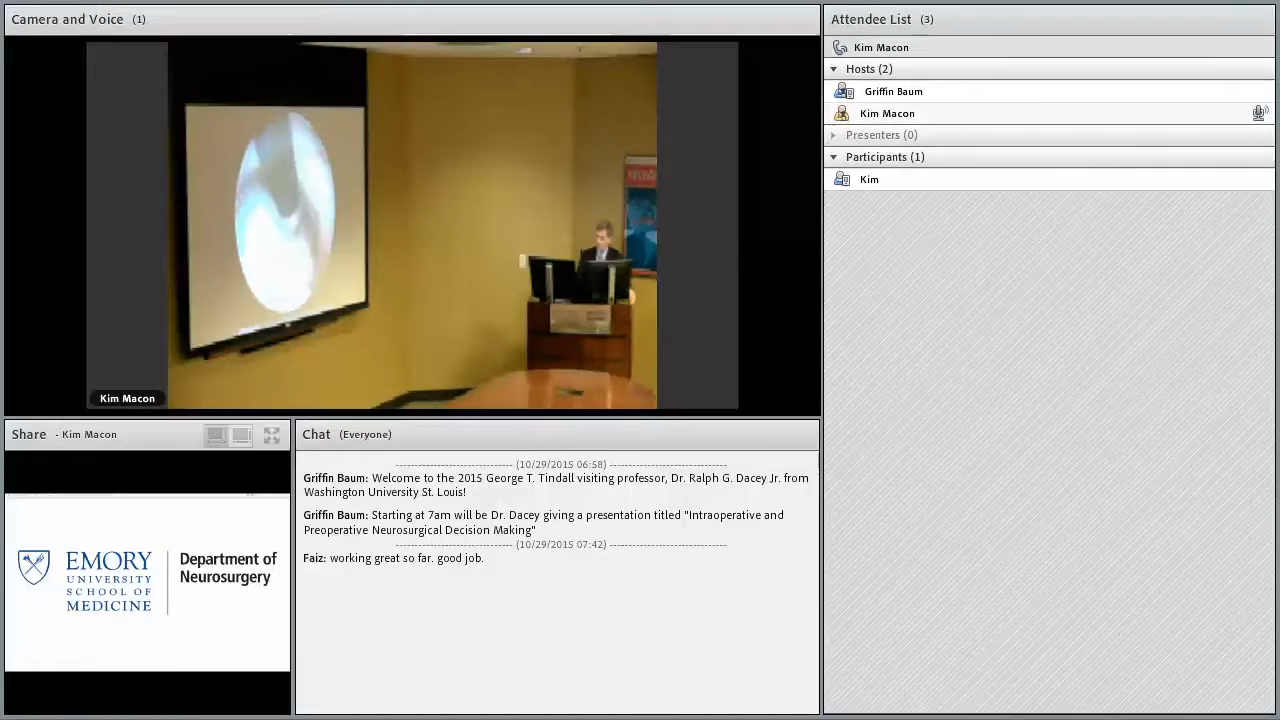 Camera and Voice (1)
Kim Macon
Attendee List (3)
Kim Macon
Hosts (2)
Griffin Baum
Kim Macon
Presenters (0)
Participants (1)
Kim
Share - Kim Macon
EMORY
UNIVERSITY
SCHOOL OF
MEDICINE
Department of
Neurosurgery
Chat (Everyone)
------------------------------ (10/29/2015 06:58) ------------------------------
Griffin Baum: Welcome to the 2015 George T. Tindall visiting professor, Dr. Ralph G. Dacey Jr. from
Washington University St. Louis!
Griffin Baum: Starting at 7am will be Dr. Dacey giving a presentation titled "Intraoperative and
Preoperative Neurosurgical Decision Making"
------------------------------ (10/29/2015 07:42) ------------------------------
Faiz: working great so far. good job.